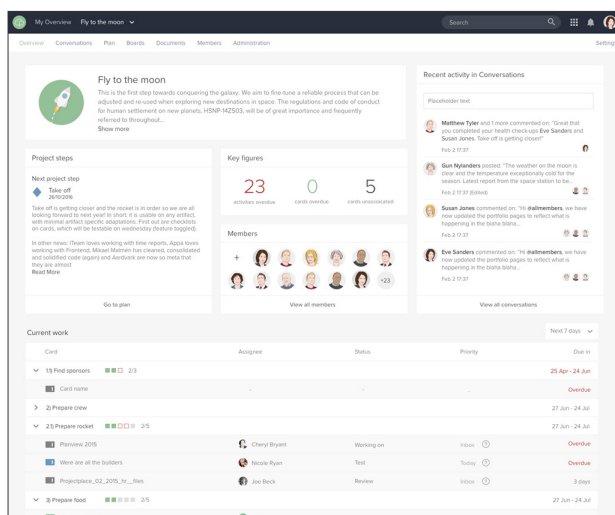 My Overview Fly to the moon Search
Overview Conversations Plan Boards Documents Members Administration Setting
Fly to the moon
This is the first step towards conquering the galaxy. We aim to fine-tune a reliable process that can be
adjusted and re-used when exploring new destinations in space. The regulations and code of conduct
for human settlement on new planets, HSNP-142503, will be of great importance and frequently
referred to throughout...
Show more
Recent activity in Conversations
Placeholder text
Matthew Tyler and 1 more commented on: "Great that
you completed your health check-ups Eve Sanders and
Susan Jones. Take off is getting closer!"
Feb 2 17:37
Gun Nylanders posted: "The weather on the moon is
clear and the temperature exceptionally cold for the
season. Latest report from the space station to be...
Feb 2 17:37 (Edited)
Susan Jones commented on: "Hi @allmembers, we have
now updated the portfolio pages to reflect what is
happening in the blaha blaha...
Feb 2 17:37
Eve Sanders commented on: "Hi @allmembers, we have
now updated the portfolio pages to reflect what is
happening in the blaha blaha...
Feb 2 17:37
View all conversations
Project steps
Next project step
Take off
26/10/2016
Take off is getting closer and the rocket is in order so we are all
looking forward to next year! In short: it is usable on any artifact,
with minimal artifact specific adaptations. Find out are checklists
on cards, which will be testable on wednesday (feature toggled).
In other news: iTeam loves working with time reports, Appa loves
working with Frontend, Mikael Malmén has cleaned, consolidated
and solidified code (again) and Aardvark are now so meta that
they are almost
Read More
Go to plan
Key figures
23 0 5
activities overdue cards overdue cards unassociated
Members
+
+23
View all members
Current work Next 7 days
Card Assignee Status Priority Due in
1.1) Find sponsors 2/3 25 Apr - 24 Jun
Card name - - - Overdue
2) Prepare crew 27 Jun - 24 Jul
2.1) Prepare rocket 2/5 27 Jun - 24 Jul
Planview 2015 Cheryl Bryant Working on Inbox ? Overdue
Were are all the builders Nicole Ryan Test Today ? Overdue
Projectplace_02_2015_hr_files Joe Beck Review Inbox ? 3 days
3) Prepare food 2/5 27 Jun - 24 Jul